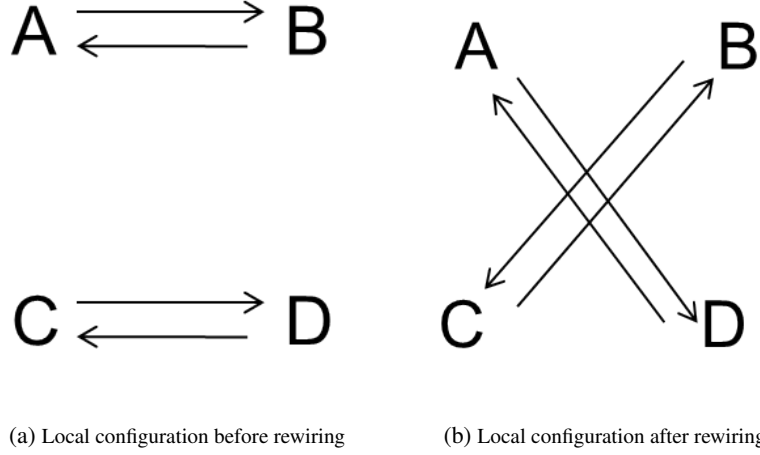 A B
C D
A B
C D
(a) Local configuration before rewiring
(b) Local configuration after rewiring